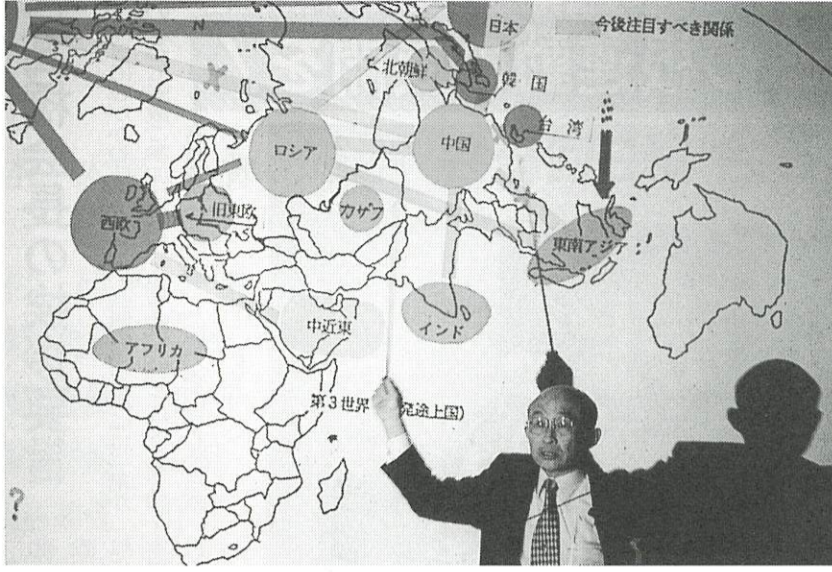 N
日本
今後注目すべき関係
北朝鮮
韓国
台湾
ロシア
中国
西欧
旧東欧
カザフ
東南アジア
中近東
インド
アフリカ
第3世界
発途上国)
?